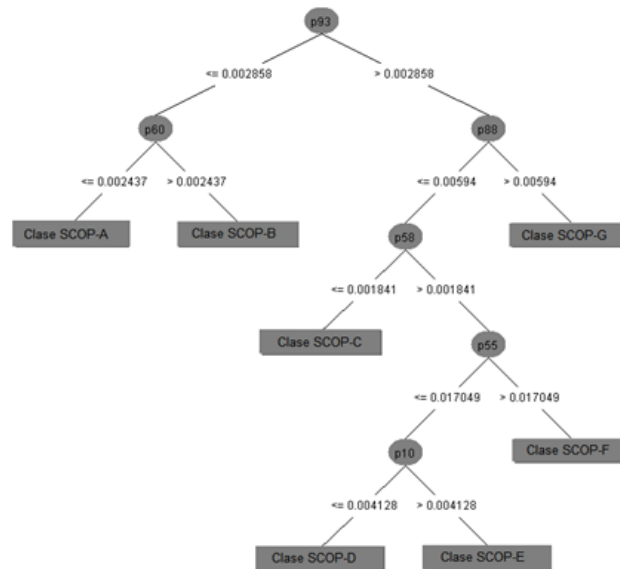 p93
<= 0.002858 > 0.002858
p60 p88
<= 0.002437 > 0.002437 <= 0.00594 > 0.00594
Clase SCOP-A Clase SCOP-B p58 Clase SCOP-G
<= 0.001841 > 0.001841
Clase SCOP-C p55
<= 0.017049 > 0.017049
p10 Clase SCOP-F
<= 0.004128 > 0.004128
Clase SCOP-D Clase SCOP-E